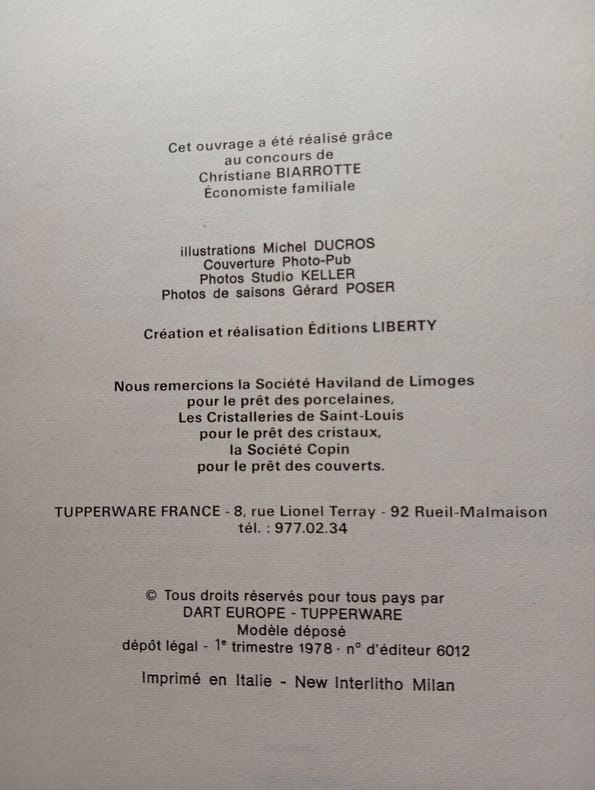 Cet ouvrage a été réalisé grâce
au concours de
Christiane BIARROTTE
Économiste familiale
illustrations Michel DUCROS
Couverture Photo-Pub
Photos Studio KELLER
Photos de saisons Gérard POSER
Création et réalisation Éditions LIBERTY
Nous remercions la Société Haviland de Limoges
pour le prêt des porcelaines,
Les Cristalleries de Saint-Louis
pour le prêt des cristaux,
la Société Copin
pour le prêt des couverts.
TUPPERWARE FRANCE - 8, rue Lionel Terray - 92 Rueil-Malmaison
tél. : 977.02.34
© Tous droits réservés pour tous pays par
DART EUROPE - TUPPERWARE
Modèle déposé
dépôt légal - 1e trimestre 1978 - n° d'éditeur 6012
Imprimé en Italie - New Interlitho Milan